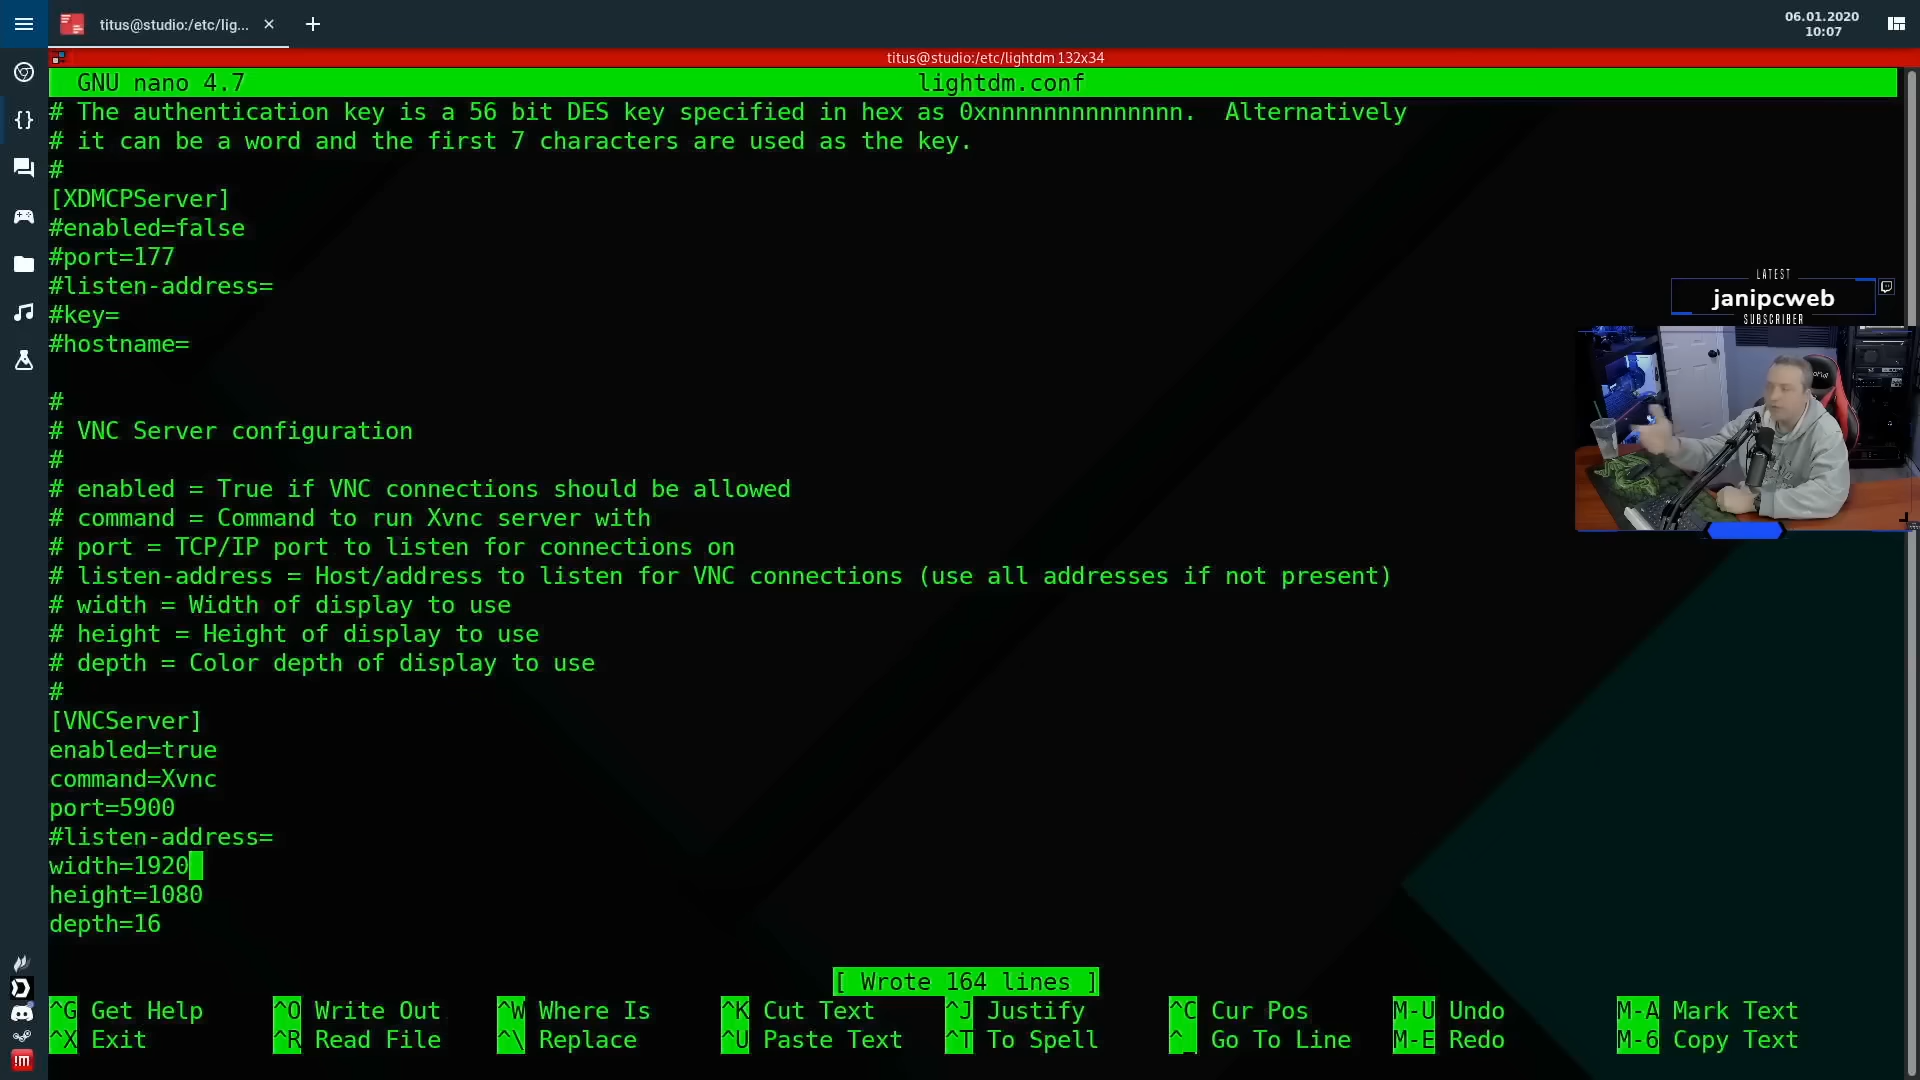 titus@studio:/etc/lig...
06.01.2020
10:07
titus@studio:/etc/lightdm 132x34
GNU nano 4.7 lightdm.conf
# The authentication key is a 56 bit DES key specified in hex as 0xnnnnnnnnnnnnnn.  Alternatively
# it can be a word and the first 7 characters are used as the key.
#
[XDMCPServer]
#enabled=false
#port=177
#listen-address=
#key=
#hostname=
#
# VNC Server configuration
#
# enabled = True if VNC connections should be allowed
# command = Command to run Xvnc server with
# port = TCP/IP port to listen for connections on
# listen-address = Host/address to listen for VNC connections (use all addresses if not present)
# width = Width of display to use
# height = Height of display to use
# depth = Color depth of display to use
#
[VNCServer]
enabled=true
command=Xvnc
port=5900
#listen-address=
width=1920
height=1080
depth=16
LATEST
janipcweb
SUBSCRIBER
[ Wrote 164 lines ]
^G Get Help ^O Write Out ^W Where Is ^K Cut Text ^J Justify ^C Cur Pos M-U Undo M-A Mark Text
^X Exit ^R Read File ^\ Replace ^U Paste Text ^T To Spell ^_ Go To Line M-E Redo M-6 Copy Text
!m